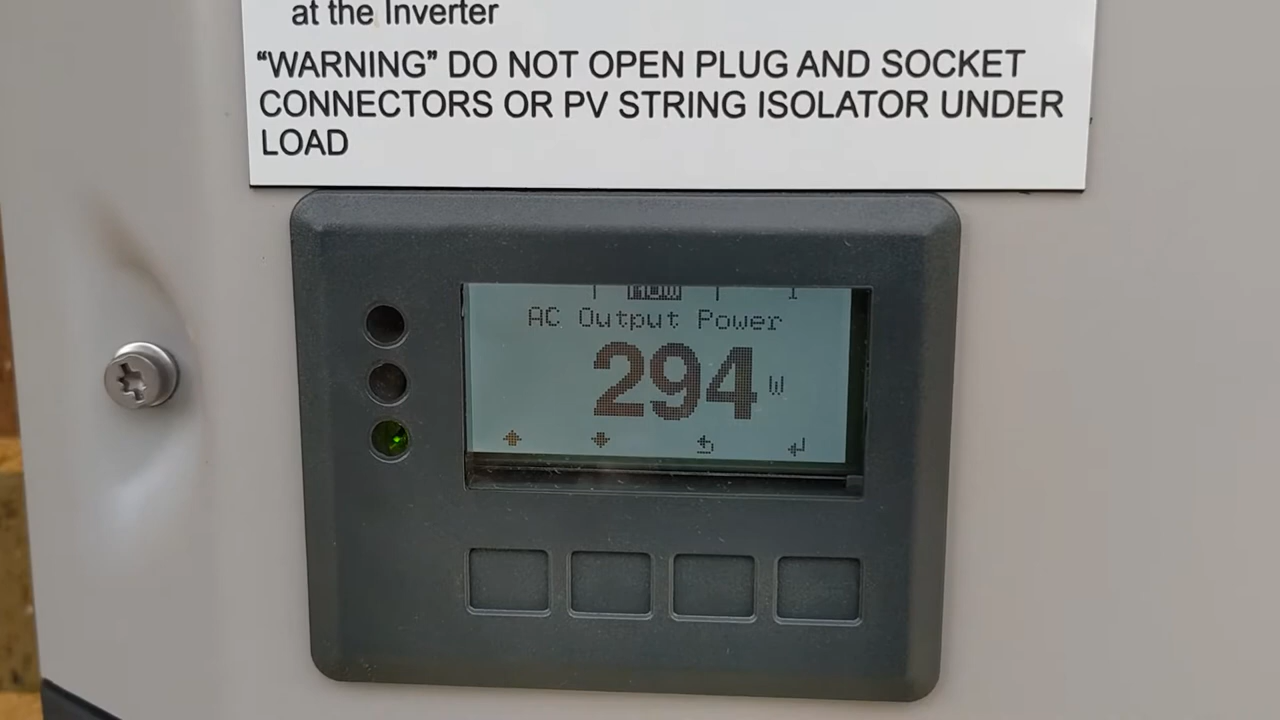 at the Inverter
“WARNING” DO NOT OPEN PLUG AND SOCKET
CONNECTORS OR PV STRING ISOLATOR UNDER
LOAD
AC Output Power
294 W